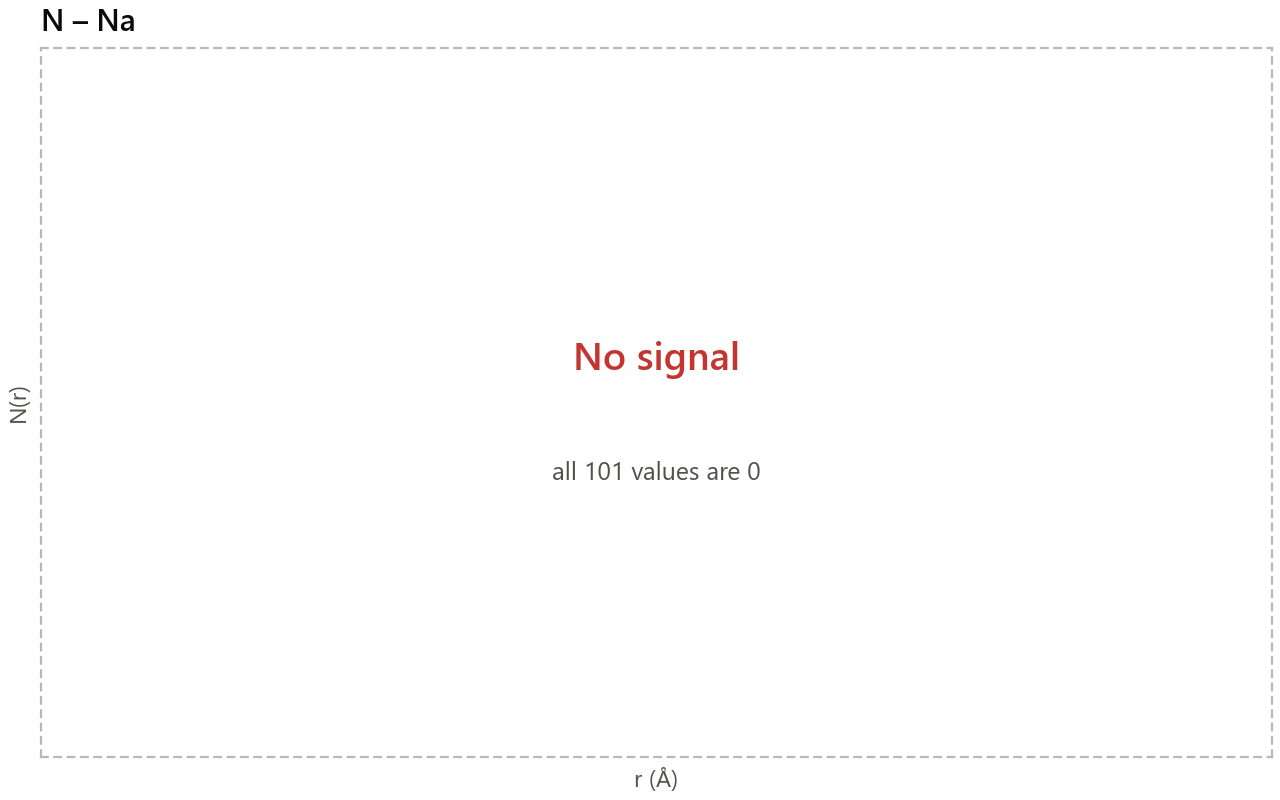 N – Na
N(r)
No signal
all 101 values are 0
r (Å)